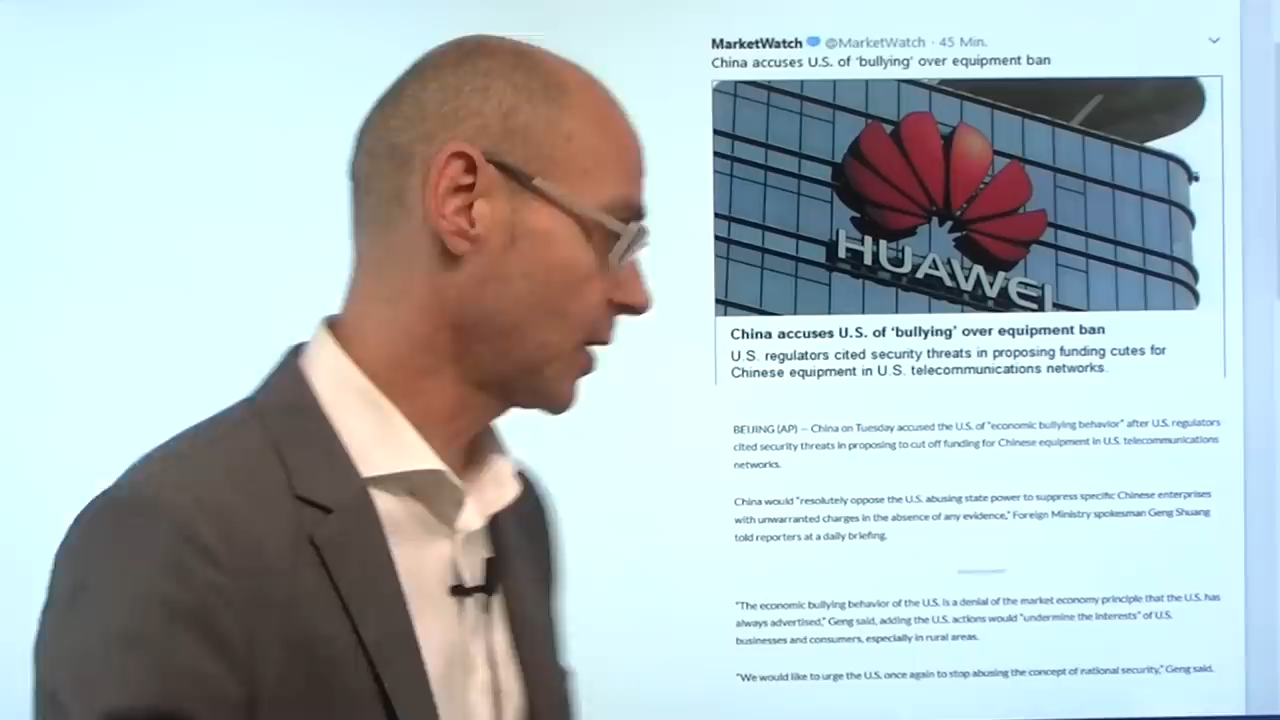 MarketWatch @MarketWatch · 45 Min.
China accuses U.S. of 'bullying' over equipment ban
HUAWEI
China accuses U.S. of 'bullying' over equipment ban
U.S. regulators cited security threats in proposing funding cutes for
Chinese equipment in U.S. telecommunications networks.
BEIJING (AP) — China on Tuesday accused the U.S. of "economic bullying behavior" after U.S. regulators
cited security threats in proposing to cut off funding for Chinese equipment in U.S. telecommunications
networks.
China would "resolutely oppose the U.S. abusing state power to suppress specific Chinese enterprises
with unwarranted charges in the absence of any evidence," Foreign Ministry spokesman Geng Shuang
told reporters at a daily briefing.
"The economic bullying behavior of the U.S. is a denial of the market economy principle that the U.S. has
always advertised," Geng said, adding the U.S. actions would "undermine the interests" of U.S.
businesses and consumers, especially in rural areas.
"We would like to urge the U.S. once again to stop abusing the concept of national security," Geng said.